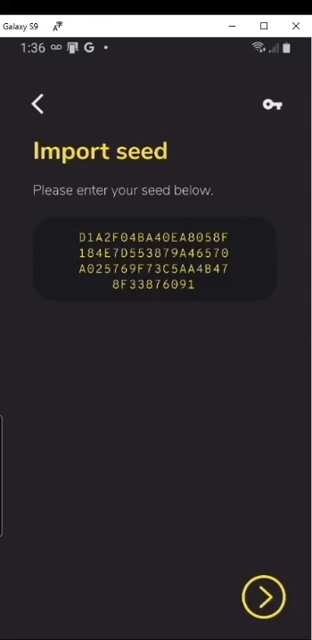 Galaxy S9
1:36
Import seed
Please enter your seed below.
D1A2F04BA40EA8058F
184E7D553879A46570
A025769F73C5AA4B47
8F33876091